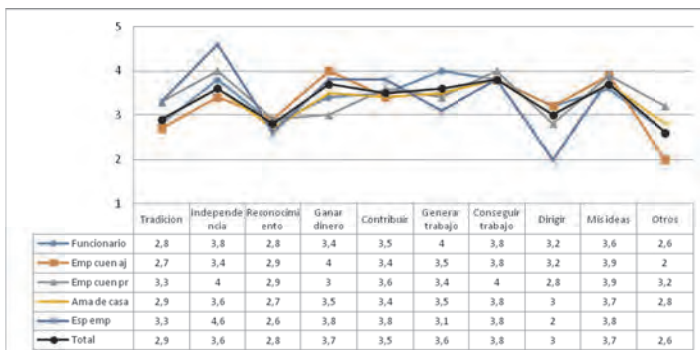 5
4
3
2
1
Tradicion Independe ncia Reconocimi ento Ganar dinero Contribuir Generar trabajo Conseguir trabajo Dirigir Mis ideas Otros
Funcionario 2,8 3,8 2,8 3,4 3,5 4 3,8 3,2 3,6 2,6
Emp cuen aj 2,7 3,4 2,9 4 3,4 3,5 3,8 3,2 3,9 2
Emp cuen pr 3,3 4 2,9 3 3,6 3,4 4 2,8 3,9 3,2
Ama de casa 2,9 3,6 2,7 3,5 3,4 3,5 3,8 3 3,7 2,8
Esp emp 3,3 4,6 2,6 3,8 3,8 3,1 3,8 2 3,8
Total 2,9 3,6 2,8 3,7 3,5 3,6 3,8 3 3,7 2,6